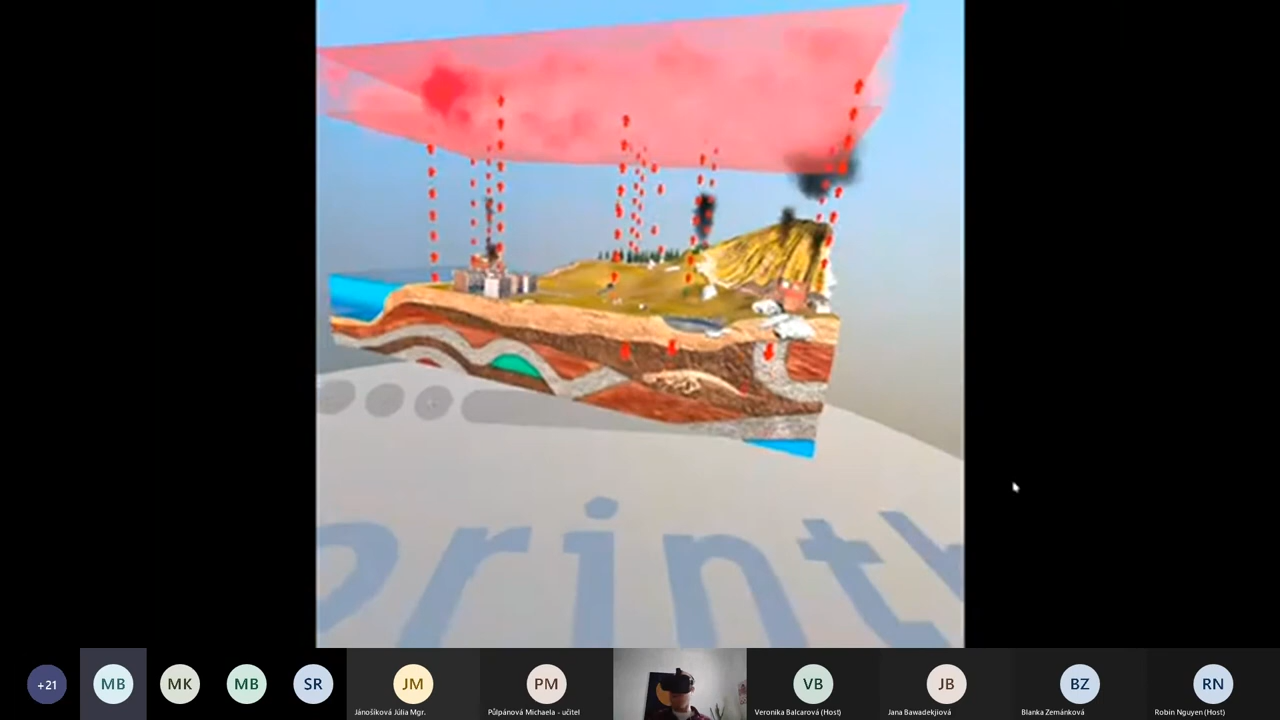 orinth
+21
MB
MK
MB
SR
JM
PM
VB
JB
BZ
RN
Jánošíková Júlia Mgr.
Půlpánová Michaela - učitel
Veronika Balcarová (Host)
Jana Bawadekjiová
Blanka Zemánková
Robin Nguyen (Host)